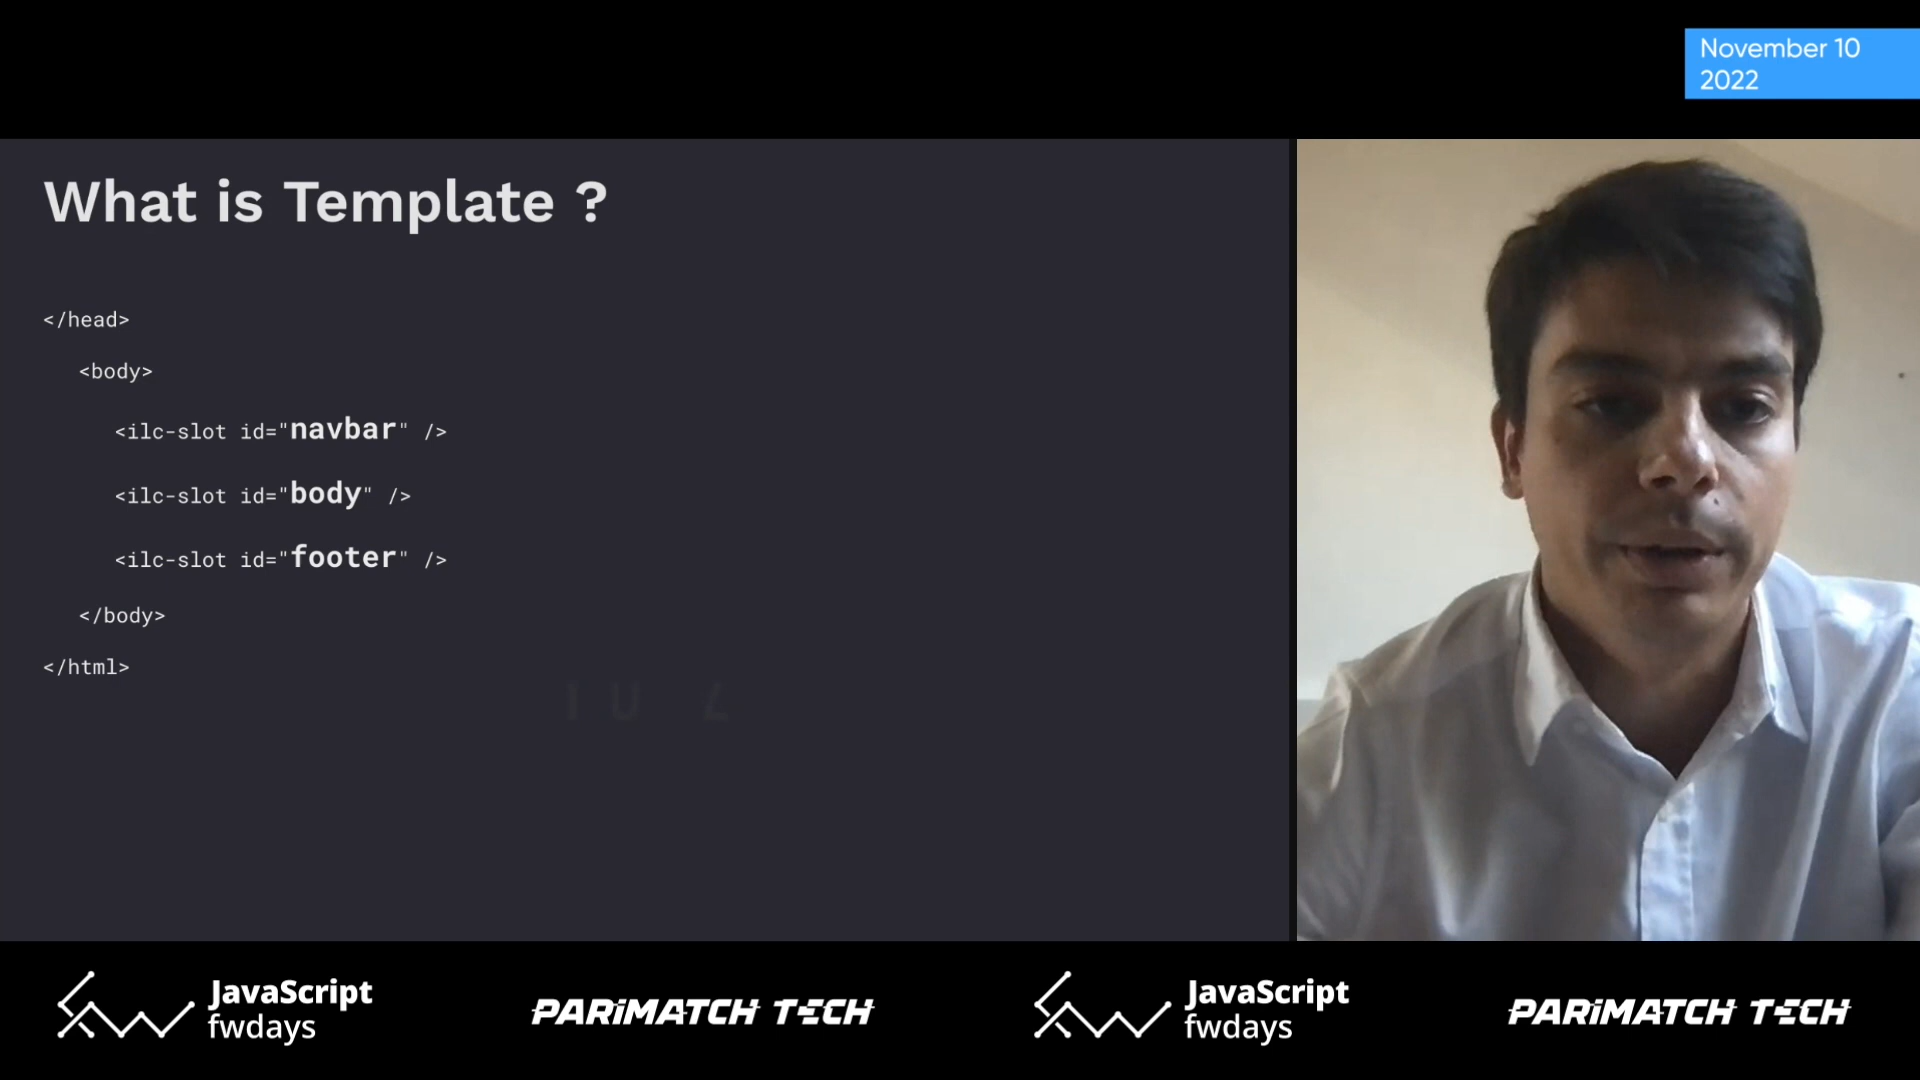 November 10
2022
What is Template ?
</head>
<body>
<ilc-slot id="navbar" />
<ilc-slot id="body" />
<ilc-slot id="footer" />
</body>
</html>
JavaScript
fwdays
PARIMATCH TECH
JavaScript
fwdays
PARIMATCH TECH